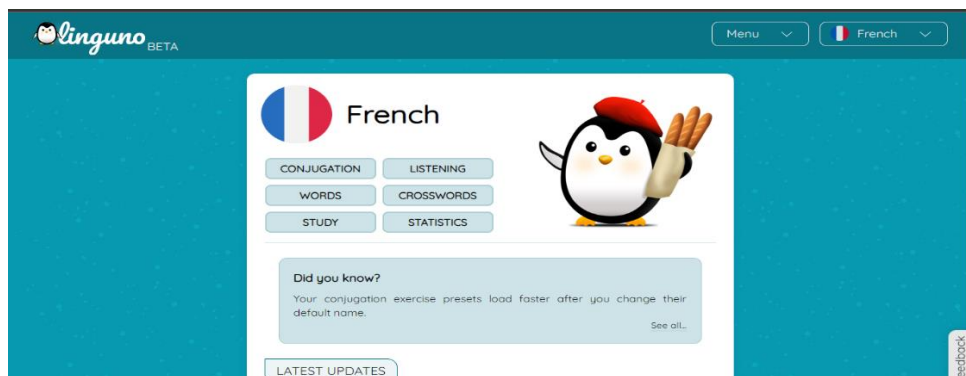 linguno BETA
Menu
French
French
CONJUGATION
LISTENING
WORDS
CROSSWORDS
STUDY
STATISTICS
Did you know?
Your conjugation exercise presets load faster after you change their
default name.
See all...
LATEST UPDATES